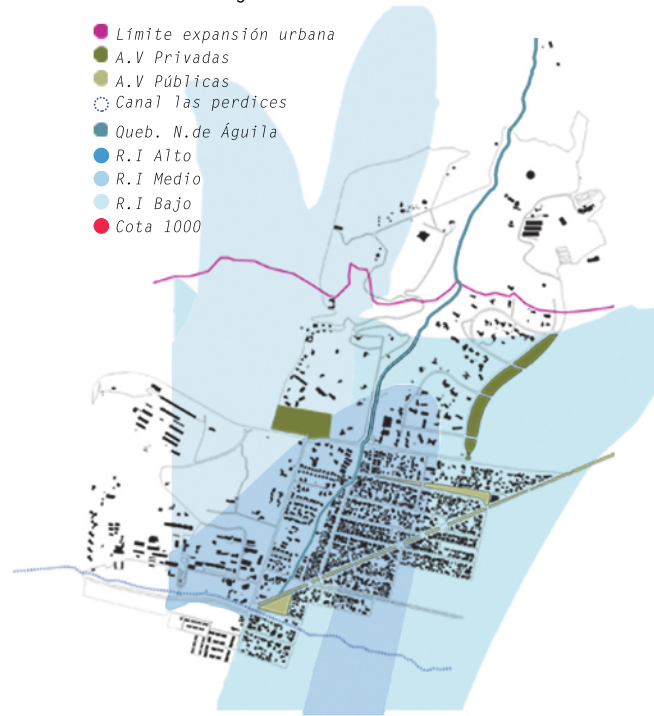 Límite expansión urbana
A.V Privadas
A.V Públicas
Canal las perdices
Queb. N.de Águila
R.I Alto
R.I Medio
R.I Bajo
Cota 1000